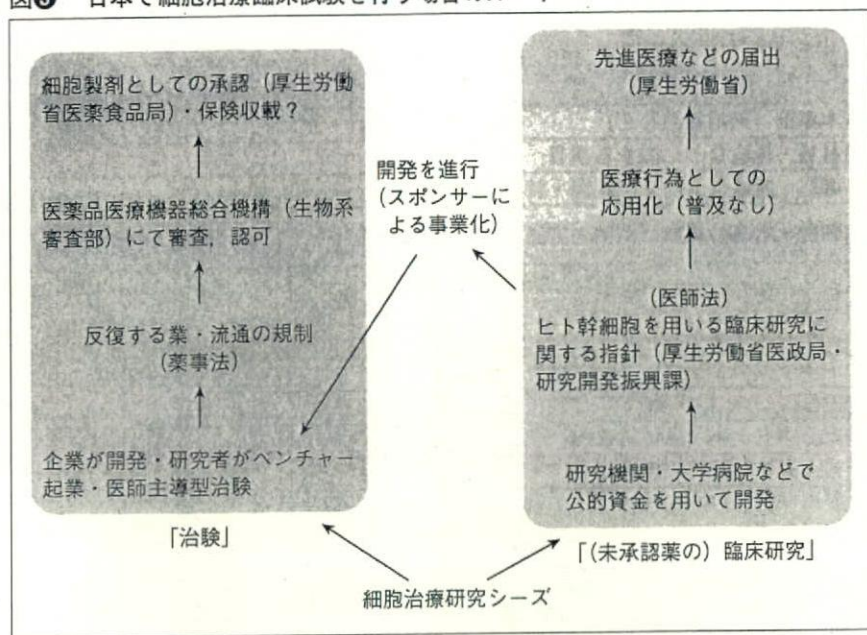 日本で細胞治療臨床試験を行う場合の
細胞製剤としての承認（厚生労働
省医薬食品局）・保険収載？
医薬品医療機器総合機構（生物系
審査部）にて審査，認可
反復する業・流通の規制
（薬事法）
企業が開発・研究者がベンチャー
起業・医師主導型治験
「治験」
開発を進行
（スポンサーに
よる事業化）
先進医療などの届出
（厚生労働省）
医療行為としての
応用化（普及なし）
（医師法）
ヒト幹細胞を用いる臨床研究に
関する指針（厚生労働省医政局・
研究開発振興課）
研究機関・大学病院などで
公的資金を用いて開発
「（未承認薬の）臨床研究」
細胞治療研究シーズ